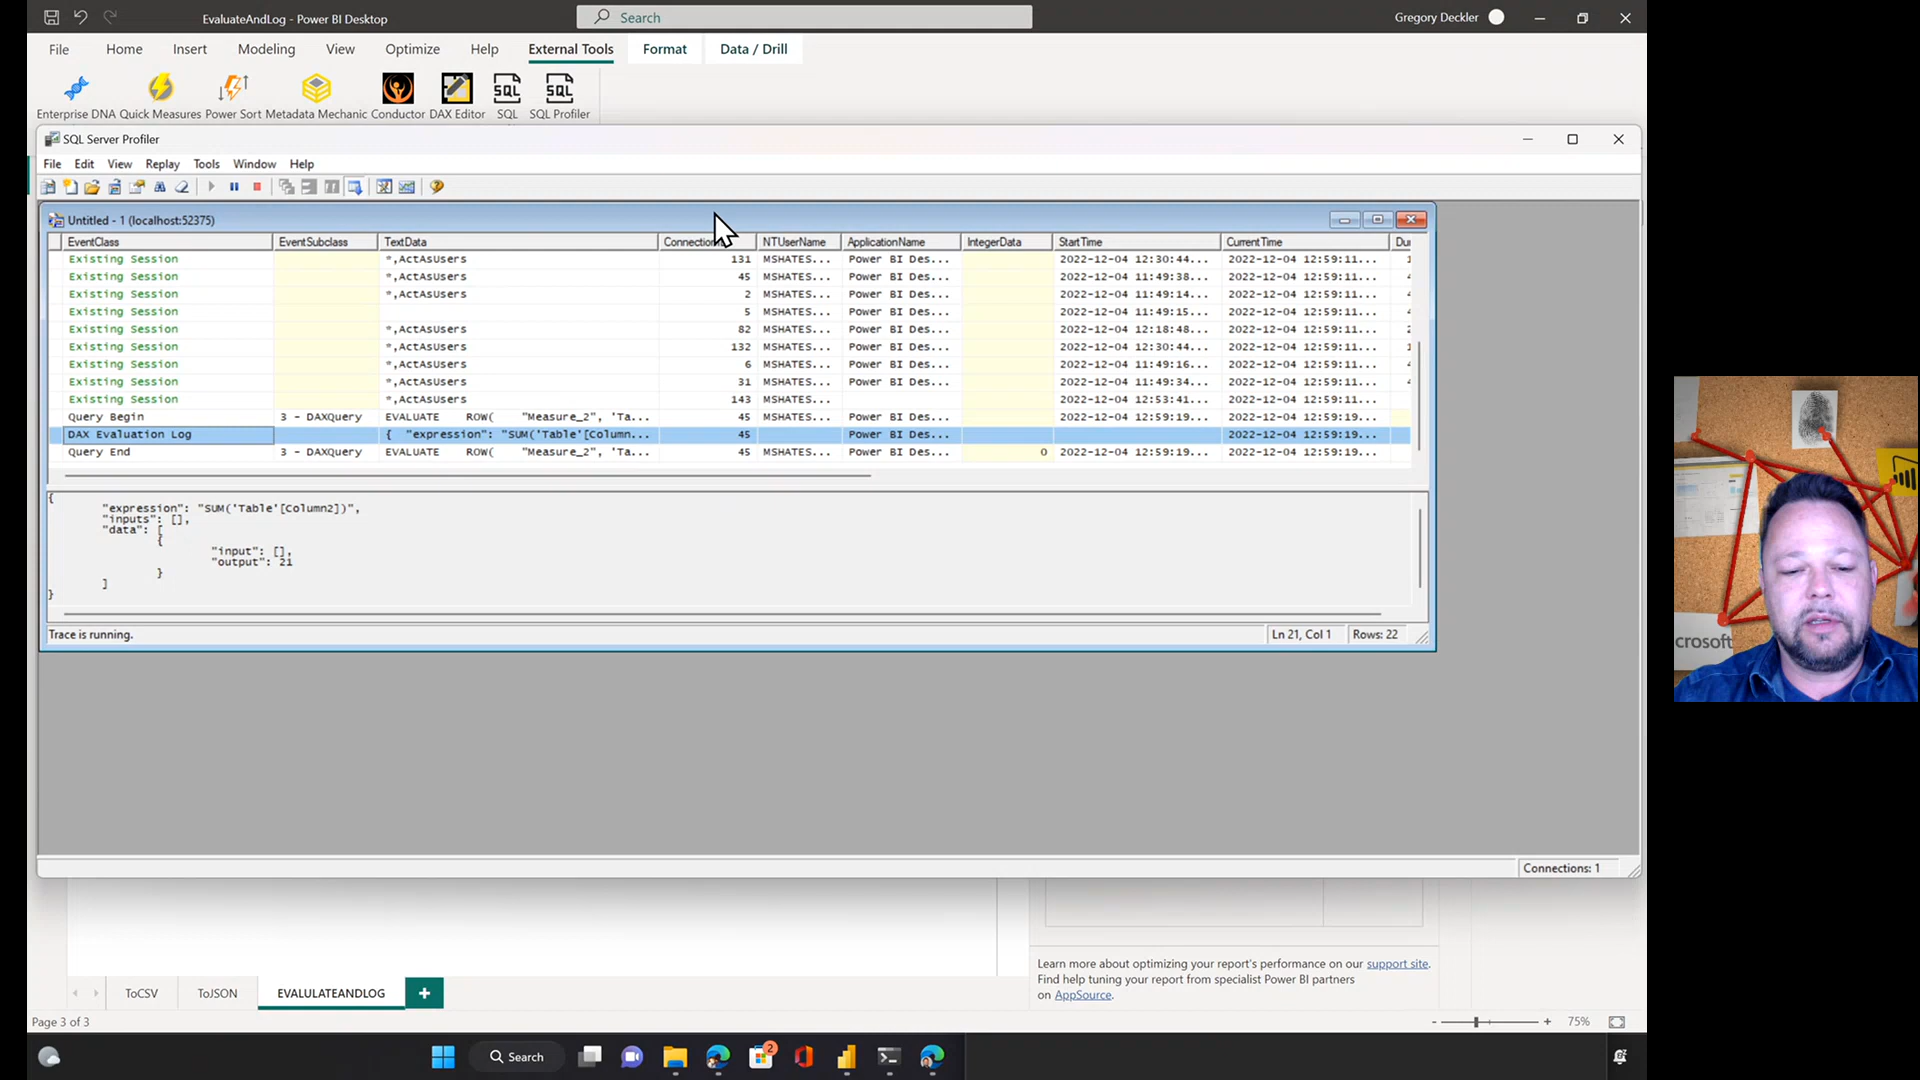 EvaluateAndLog - Power BI Desktop
Search
Gregory Deckler
File Home Insert Modeling View Optimize Help External Tools Format Data / Drill
Enterprise DNA Quick Measures Power Sort Metadata Mechanic Conductor DAX Editor SQL SQL Profiler
SQL Server Profiler
File Edit View Replay Tools Window Help
Untitled - 1 (localhost:52375)
EventClass EventSubclass TextData NTUserName ApplicationName IntegerData StartTime CurrentTime
Existing Session *,ActAsUsers 131 MSHATES... Power BI Des... 2022-12-04 12:30:44... 2022-12-04 12:59:11...
Existing Session *,ActAsUsers 45 MSHATES... Power BI Des... 2022-12-04 11:49:38... 2022-12-04 12:59:11...
Existing Session *,ActAsUsers 2 MSHATES... Power BI Des... 2022-12-04 11:49:14... 2022-12-04 12:59:11...
Existing Session 5 MSHATES... Power BI Des... 2022-12-04 11:49:15... 2022-12-04 12:59:11...
Existing Session *,ActAsUsers 82 MSHATES... Power BI Des... 2022-12-04 12:18:48... 2022-12-04 12:59:11...
Existing Session *,ActAsUsers 132 MSHATES... Power BI Des... 2022-12-04 12:30:44... 2022-12-04 12:59:11...
Existing Session *,ActAsUsers 6 MSHATES... Power BI Des... 2022-12-04 11:49:16... 2022-12-04 12:59:11...
Existing Session *,ActAsUsers 31 MSHATES... Power BI Des... 2022-12-04 11:49:34... 2022-12-04 12:59:11...
Existing Session *,ActAsUsers 143 MSHATES... 2022-12-04 12:53:41... 2022-12-04 12:59:11...
Query Begin 3 - DAXQuery EVALUATE ROW( "Measure_2", 'Ta... 45 MSHATES... Power BI Des... 2022-12-04 12:59:19... 2022-12-04 12:59:19...
DAX Evaluation Log { "expression": "SUM('Table'[Column... 45 Power BI Des... 2022-12-04 12:59:19...
Query End 3 - DAXQuery EVALUATE ROW( "Measure_2", 'Ta... 45 MSHATES... Power BI Des... 0 2022-12-04 12:59:19... 2022-12-04 12:59:19...
{
"expression": "SUM('Table'[Column2])",
"inputs": [],
"data": [
{
"input": [],
"output": 21
}
]
}
Trace is running.
Ln 21, Col 1 Rows: 22
crosoft
Connections: 1
Learn more about optimizing your report's performance on our support site.
Find help tuning your report from specialist Power BI partners
on AppSource.
ToCSV ToJSON EVALULATEANDLOG +
Page 3 of 3
- + 75%
Search
2